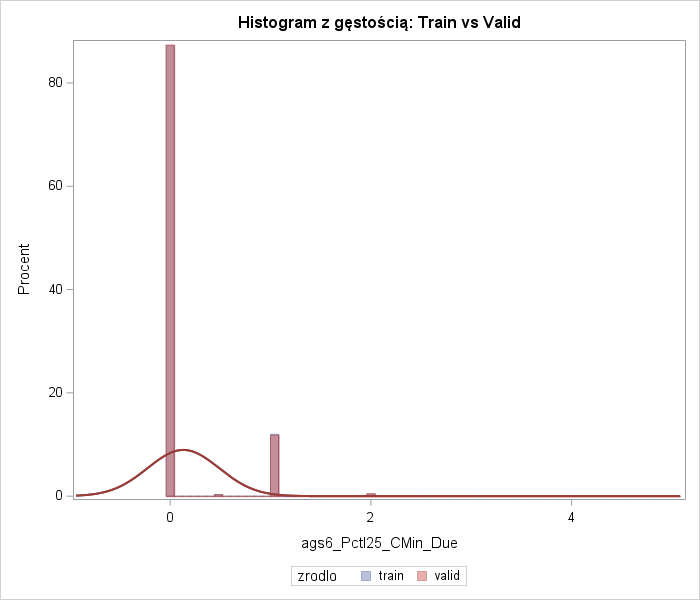 Histogram z gęstością: Train vs Valid
Procent
80
60
40
20
0
0
2
4
ags6_Pctl25_CMin_Due
zrodlo train valid